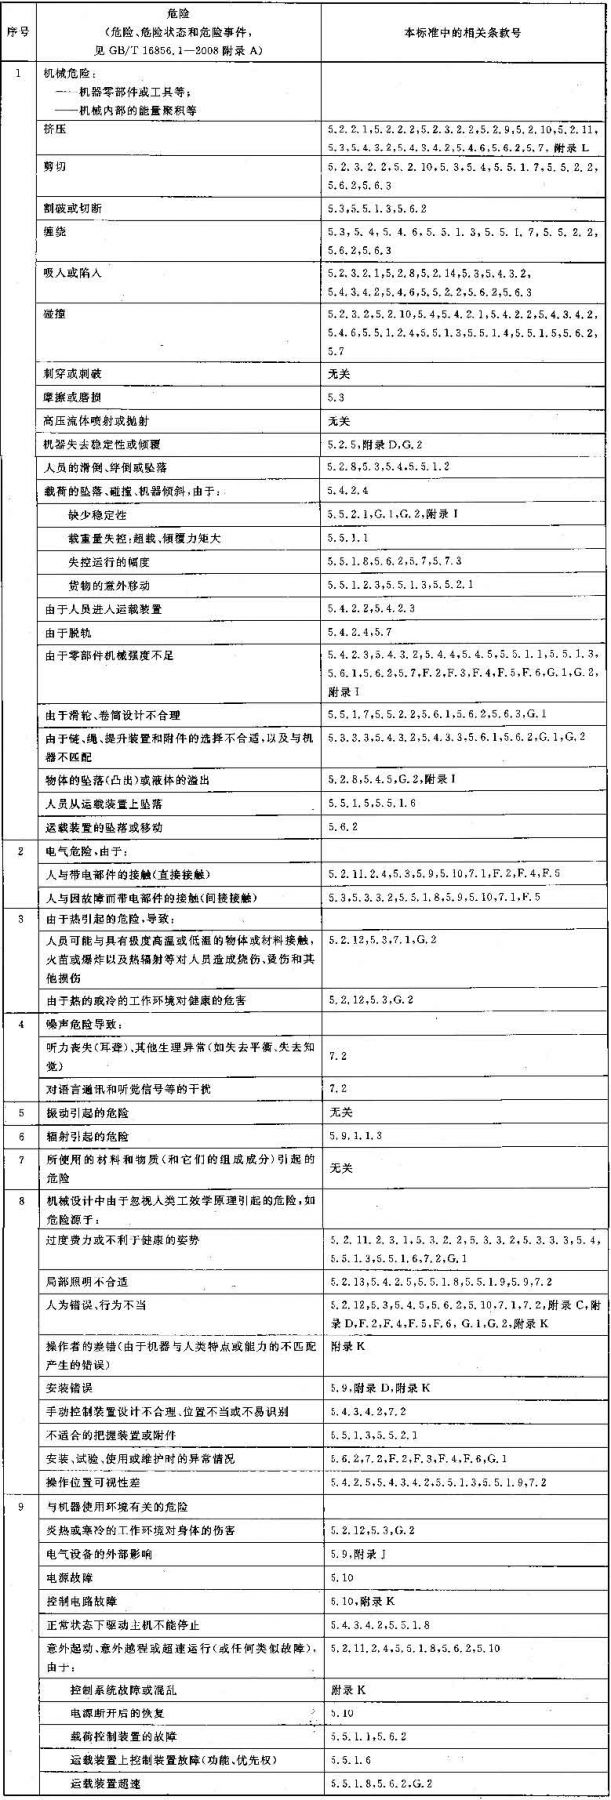 序号
危险
(危险、危险状态和危险事件,
见 GB/T 16856.1—2008 附录 A)
本标准中的相关条款号
1
机械危险:
——机器零部件或工具等;
——机械内部的能量聚积等
挤压
5.2.2.1,5.2.2.2,5.2.3.2.2,5.2.9,5.2.10,5.2.11,
5.3,5.4.3.2,5.4.3.4.2,5.4.6,5.6.2,5.7, 附录 L
剪切
5.2.3.2.2,5.2.10,5.3,5.4,5.5.1.7,5.5.2.2,
5.6.2,5.6.3
割破或切断
5.3,5.5.1.3,5.6.2
缠绕
5.3,5.4,5.4.6,5.5.1.3,5.5.1.7,5.5.2.2,
5.6.2,5.6.3
吸入或陷入
5.2.3.2.1,5.2.8,5.2.14,5.3,5.4.3.2,
5.4.3.4.2,5.4.6,5.5.2.2,5.6.2,5.6.3
碰撞
5.2.3.2,5.2.10,5.4,5.4.2.1,5.4.2.2,5.4.3.4.2,
5.4.6,5.5.1.2.4,5.5.1.3,5.5.1.4,5.5.1.5,5.6.2,
5.7
刺穿或刺破
无关
摩擦或磨损
5.3
高压流体喷射或抛射
无关
机器失去稳定性或倾覆
5.2.5,附录 D,G.2
人员的滑倒、绊倒或坠落
5.2.8,5.3,5.4,5.5.1.2
载荷的坠落、碰撞、机器倾斜,由于:
5.4.2.4
缺少稳定性
5.5.2.1,G.1,G.2,附录 I
载重量失控:超载、倾覆力矩大
5.5.1.1
失控运行的幅度
5.5.1.8,5.6.2,5.7,5.7.3
货物的意外移动
5.5.1.2.3,5.5.1.3,5.5.2.1
由于人员进入运载装置
5.4.2.2,5.4.2.3
由于脱轨
5.4.2.4,5.7
由于零部件机械强度不足
5.4.2.3,5.4.3.2,5.4.4,5.4.5,5.5.1.1,5.5.1.3,
5.6.1,5.6.2,5.7,F.2,F.3,F.4,F.5,F.6,G.1,G.2,
附录 I
由于滑轮、卷筒设计不合理
5.5.1.7,5.5.2.2,5.6.1,5.6.2,5.6.3,G.1
由于链、绳、提升装置和附件的选择不合适,以及与机
器不匹配
5.3.3.3,5.4.3.2,5.4.3.3,5.6.1,5.6.2,G.1,G.2
物体的坠落(凸出)或液体的溢出
5.2.8,5.4.5,G.2,附录 I
人员从运载装置上坠落
5.5.1.5,5.5.1.6
运载装置的坠落或移动
5.6.2
2
电气危险,由于:
人与带电部件的接触(直接接触)
5.2.11.2.4,5.3,5.9,5.10,7.1,F.2,F.4,F.5
人与因故障而带电部件的接触(间接接触)
5.3,5.3.3.2,5.5.1.8,5.9,5.10,7.1,F.5
3
由于热引起的危险,导致:
人员可能与具有极度高温或低温的物体或材料接触,
火苗或爆炸以及热辐射等对人员造成烧伤、烫伤和其
他损伤
5.2.12,5.3,7.1,G.2
由于热的或冷的工作环境对健康的危害
5.2.12,5.3,G.2
4
噪声危险导致:
听力丧失(耳聋)、其他生理异常(如失去平衡、失去知
觉)
7.2
对语言通讯和听觉信号等的干扰
7.2
5
振动引起的危险
无关
6
辐射引起的危险
5.9.1.1.3
7
所使用的材料和物质(和它们的组成成分)引起的
危险
无关
8
机械设计中由于忽视人类工效学原理引起的危险,如
危险源于:
过度费力或不利于健康的姿势
5.2.11.2.3.1,5.3.2.2,5.3.3.2,5.3.3.3,5.4,
5.5.1.3,5.5.1.6,7.2,G.1
局部照明不合适
5.2.13,5.4.2.5,5.5.1.8,5.5.1.9,5.9,7.2
人为错误、行为不当
5.2.12,5.3,5.4.5,5.6.2,5.10,7.1,7.2,附录 C,附
录 D,F.2,F.4,F.5,F.6, G.1,G.2,附录 K
操作者的差错(由于机器与人类特点或能力的不匹配
产生的错误)
附录 K
安装错误
5.9,附录 D,附录 K
手动控制装置设计不合理、位置不当或不易识别
5.4.3.4.2,7.2
不适合的把握装置或附件
5.5.1.3,5.5.2.1
安装、试验、使用或维护时的异常情况
5.6.2,7.2,F.2,F.3,F.4,F.6,G.1
操作位置可视性差
5.4.2.5,5.4.3.4.2,5.5.1.3,5.5.1.9,7.2
9
与机器使用环境有关的危险
炎热或寒冷的工作环境对身体的伤害
5.2.12,5.3,G.2
电气设备的外部影响
5.9,附录 J
电源故障
5.10
控制电路故障
5.10,附录 K
正常状态下驱动主机不能停止
5.4.3.4.2,5.5.1.8
意外起动、意外越程或超速运行(或任何类似故障),
由于:
5.2.11.2.4,5.5.1.8,5.6.2,5.10
控制系统故障或混乱
附录 K
电源断开后的恢复
5.10
载荷控制装置的故障
5.5.1.1,5.6.2
运载装置上控制装置故障(功能、优先权)
5.5.1.6
运载装置超速
5.5.1.8,5.6.2,G.2